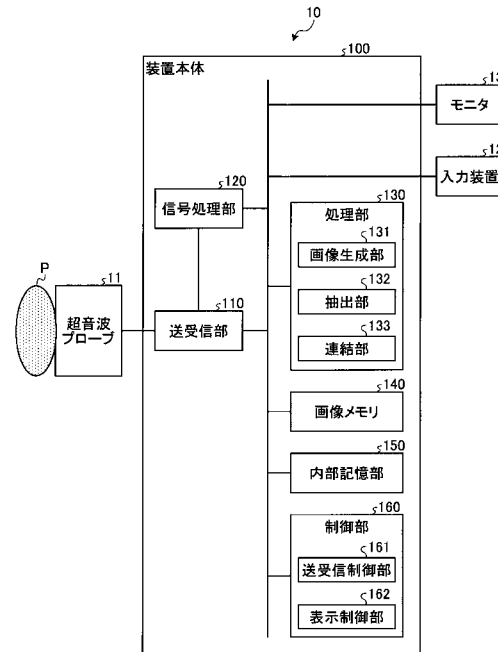 10
100
装置本体
モニタ
入力装置
120
信号処理部
130
処理部
131
画像生成部
132
抽出部
133
連結部
P
11
超音波
プローブ
110
送受信部
140
画像メモリ
150
内部記憶部
160
制御部
161
送受信制御部
162
表示制御部